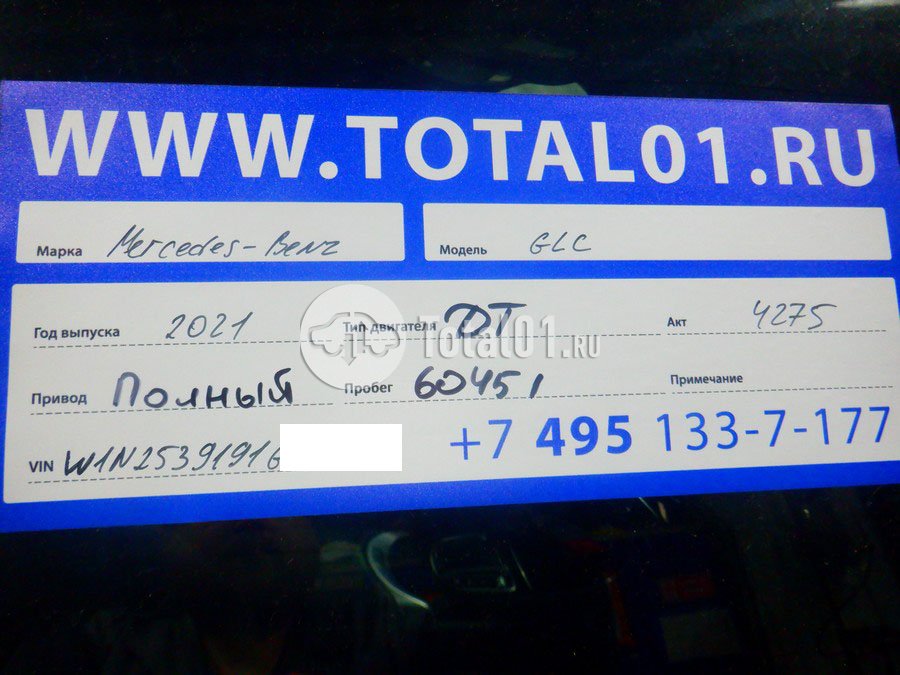 WWW.TOTAL01.RU
Марка Mercedes-Benz Модель GLC
Год выпуска 2021 Тип двигателя ДТ Акт 4275
Total01.RU
Привод Полный Пробег 60451 Примечание
+7 495 133-7-177
VIN W1N2539191G